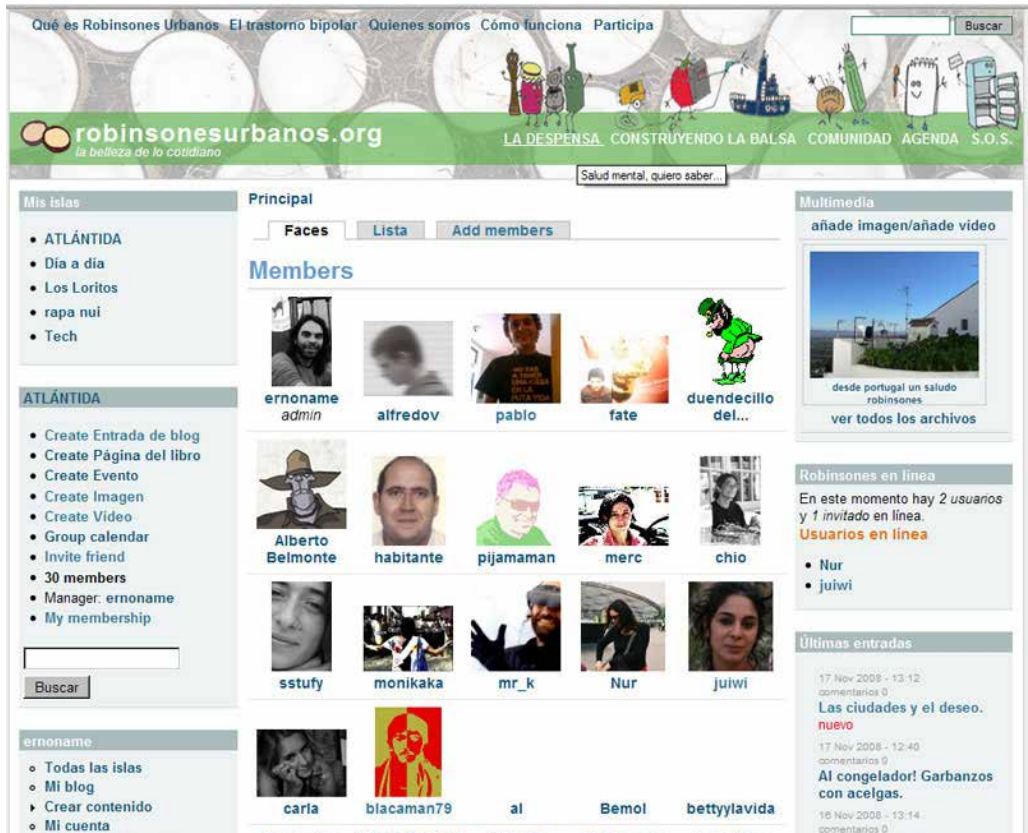 Qué es Robinsones Urbanos El trastorno bipolar Quienes somos Cómo funciona Participa
Buscar
robinsonesurbanos.org
la belleza de lo cotidiano
LA DESPENSA CONSTRUYENDO LA BALSA COMUNIDAD AGENDA S.O.S.
Salud mental, quiero saber...
Mis islas
ATLÁNTIDA
Día a día
Los Loritos
rapa nui
Tech
ATLÁNTIDA
Create Entrada de blog
Create Página del libro
Create Evento
Create Imagen
Create Vídeo
Group calendar
Invite friend
30 members
Manager: ernoname
My membership
Buscar
ernoname
Todas las islas
Mi blog
Crear contenido
Mi cuenta
Principal
Faces Lista Add members
Members
ernoname
admin
alfredov
pablo
fate
duendecillo
del...
Alberto
Belmonte
habitante
pijamaman
merc
chio
sstufy
monikaka
mr_k
Nur
juiwi
carla
blacaman79
al
Bemol
bettyylavida
Multimedia
añade imagen/añade vídeo
desde portugal un saludo
robinsones
ver todos los archivos
Robinsones en línea
En este momento hay 2 usuarios
y 1 invitado en línea.
Usuarios en línea
Nur
juiwi
Últimas entradas
17 Nov 2008 - 13:12
comentarios 0
Las ciudades y el deseo.
nuevo
17 Nov 2008 - 12:40
comentarios 0
Al congelador! Garbanzos
con acelgas.
16 Nov 2008 - 13:14
comentarios 0